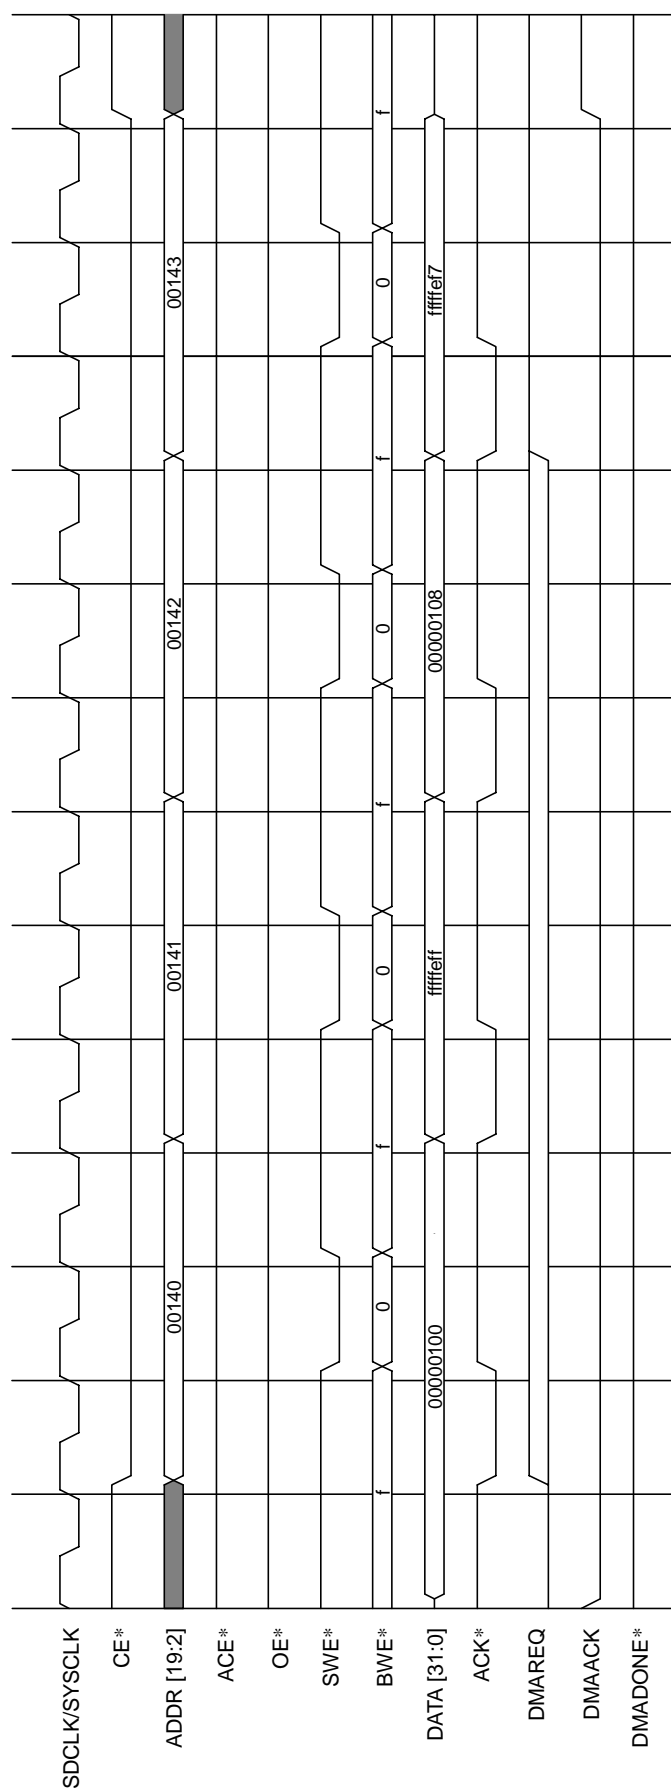 SDCLK/SYSCLK
CE*
ADDR [19:2] 00140 00141 00142 00143
ACE*
OE*
SWE*
BWE* f 0 f 0 f 0 f 0 f
DATA [31:0] 00000100 fffffeff 00000108 fffffef7
ACK*
DMAREQ
DMAACK
DMADONE*